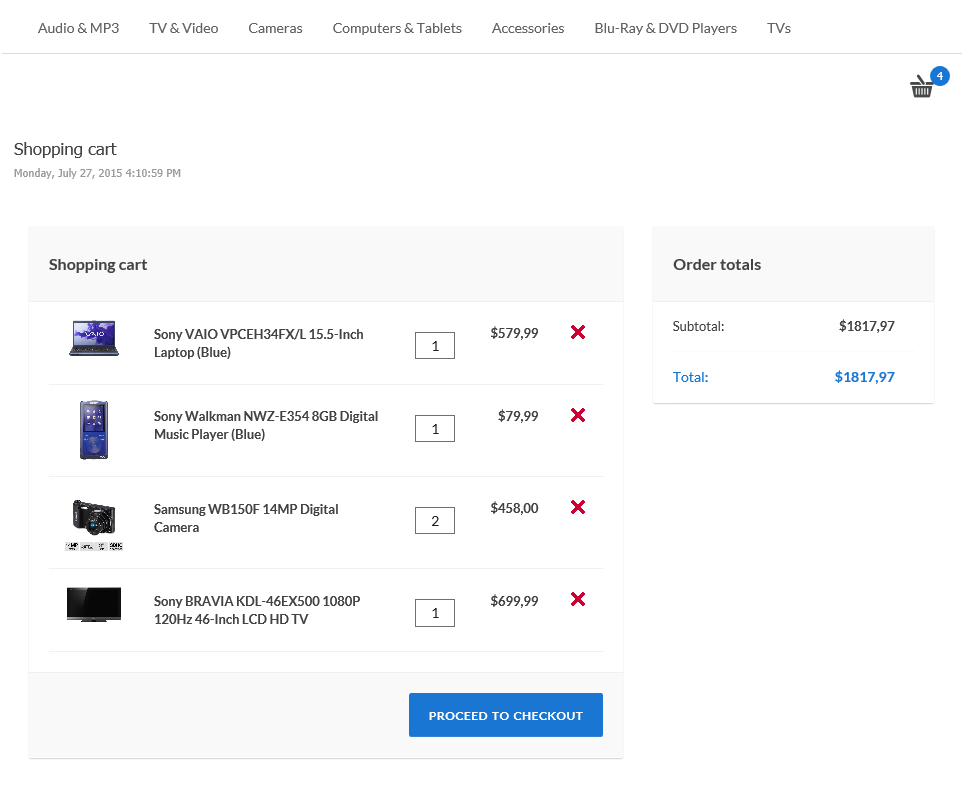 Audio & MP3 TV & Video Cameras Computers & Tablets Accessories Blu-Ray & DVD Players TVs
4
Shopping cart
Monday, July 27, 2015 4:10:59 PM
Shopping cart
Sony VAIO VPCEH34FX/L 15.5-Inch
Laptop (Blue)
1
$579,99
Sony Walkman NWZ-E354 8GB Digital
Music Player (Blue)
1
$79,99
Samsung WB150F 14MP Digital
Camera
2
$458,00
Sony BRAVIA KDL-46EX500 1080P
120Hz 46-Inch LCD HD TV
1
$699,99
PROCEED TO CHECKOUT
Order totals
Subtotal: $1817,97
Total: $1817,97